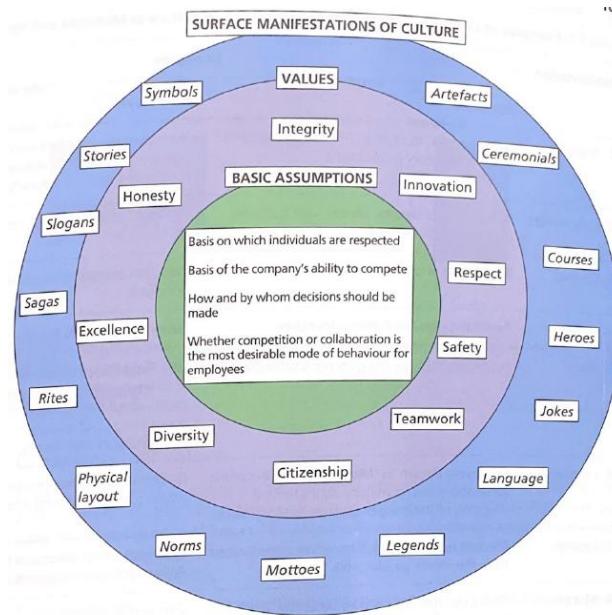 SURFACE MANIFESTATIONS OF CULTURE
VALUES
Symbols
Artefacts
Integrity
Stories
Ceremonials
BASIC ASSUMPTIONS
Honesty
Innovation
Slogans
Basis on which individuals are respected
Basis of the company's ability to compete
How and by whom decisions should be
made
Whether competition or collaboration is
the most desirable mode of behaviour for
employees
Courses
Respect
Sagas
Excellence
Heroes
Safety
Rites
Jokes
Teamwork
Diversity
Citizenship
Physical
layout
Language
Norms
Legends
Mottoes